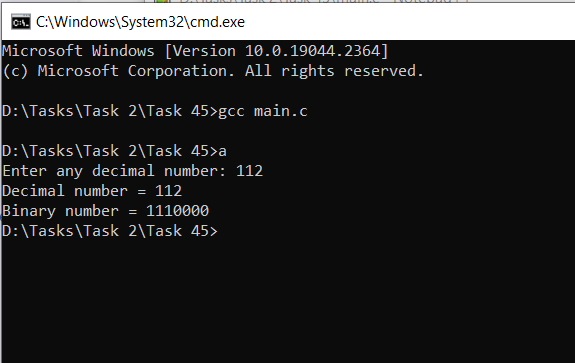 C:\Windows\System32\cmd.exe
Microsoft Windows [Version 10.0.19044.2364]
(c) Microsoft Corporation. All rights reserved.
D:\Tasks\Task 2\Task 45>gcc main.c
D:\Tasks\Task 2\Task 45>a
Enter any decimal number: 112
Decimal number = 112
Binary number = 1110000
D:\Tasks\Task 2\Task 45>